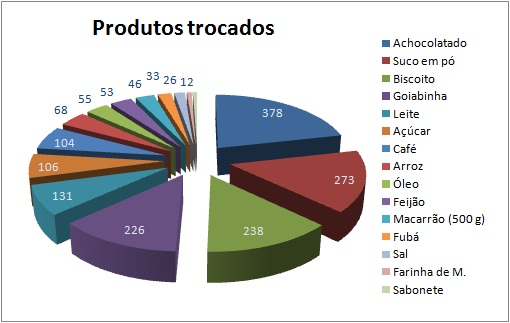 Produtos trocados
378
273
238
226
131
106
104
68
55
53
46
33
26
12
Achocolatado
Suco em pó
Biscoito
Goiabinha
Leite
Açúcar
Café
Arroz
Óleo
Feijão
Macarrão (500 g)
Fubá
Sal
Farinha de M.
Sabonete